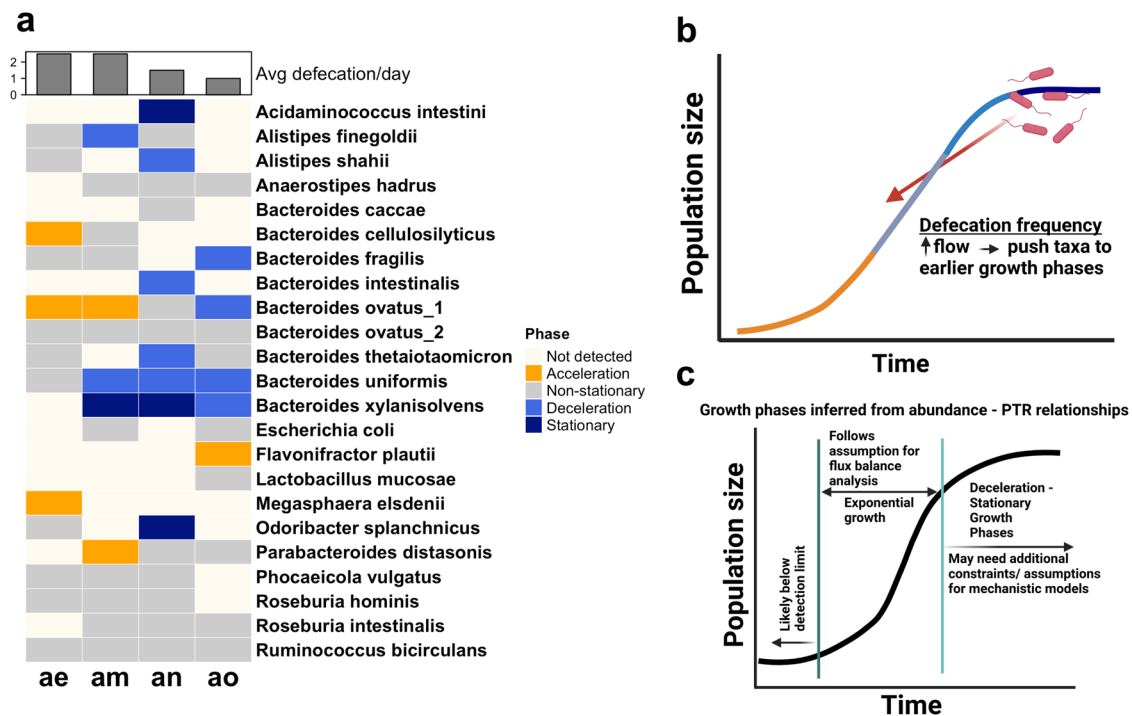 a
2
1
0
Avg defecation/day
Acidaminococcus intestini
Alistipes finegoldii
Alistipes shahii
Anaerostipes hadrus
Bacteroides caccae
Bacteroides cellulosilyticus
Bacteroides fragilis
Bacteroides intestinalis
Bacteroides ovatus_1
Bacteroides ovatus_2
Bacteroides thetaiotaomicron
Bacteroides uniformis
Bacteroides xylanisolvens
Escherichia coli
Flavonifractor plautii
Lactobacillus mucosae
Megasphaera elsdenii
Odoribacter splanchnicus
Parabacteroides distasonis
Phocaeicola vulgatus
Roseburia hominis
Roseburia intestinalis
Ruminococcus bicirculans
ae am an ao
Phase
Not detected
Acceleration
Non-stationary
Deceleration
Stationary
b
Population size
Defecation frequency
flow → push taxa to
earlier growth phases
Time
c
Growth phases inferred from abundance - PTR relationships
Population size
Likely below
detection limit
Follows
assumption for
flux balance
analysis
Exponential
growth
Deceleration -
Stationary
Growth
Phases
May need additional
constraints/ assumptions
for mechanistic models
Time